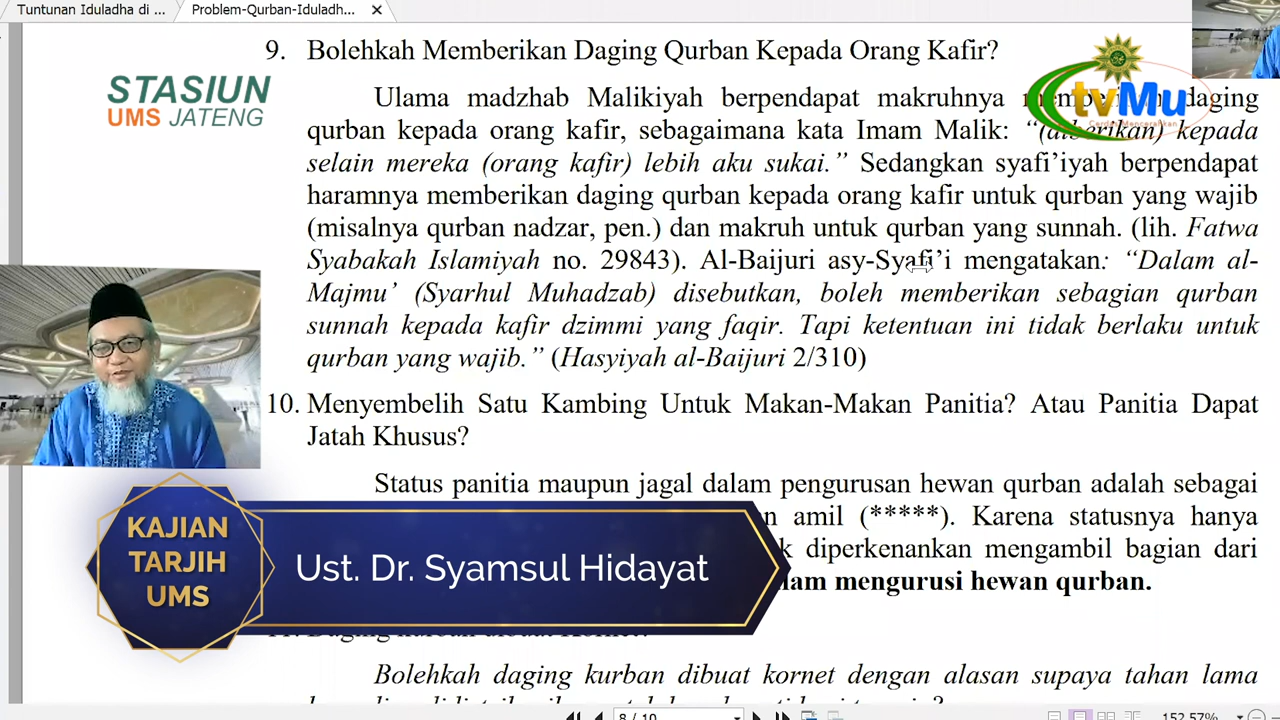 Tuntunan Iduladha di ...
Problem-Qurban-Iduladh...
9. Bolehkah Memberikan Daging Qurban Kepada Orang Kafir?
STASIUN
UMS JATENG
tvMu
Ulama madzhab Malikiyah berpendapat makruhnya memberikan daging
qurban kepada orang kafir, sebagaimana kata Imam Malik: “(diberikan) kepada
selain mereka (orang kafir) lebih aku sukai.” Sedangkan syafi’iyah berpendapat
haramnya memberikan daging qurban kepada orang kafir untuk qurban yang wajib
(misalnya qurban nadzar, pen.) dan makruh untuk qurban yang sunnah. (lih. Fatwa
Syabakah Islamiyah no. 29843). Al-Baijuri asy-Syafi’i mengatakan: “Dalam al-
Majmu’ (Syarhul Muhadzab) disebutkan, boleh memberikan sebagian qurban
sunnah kepada kafir dzimmi yang faqir. Tapi ketentuan ini tidak berlaku untuk
qurban yang wajib.” (Hasyiyah al-Baijuri 2/310)
10. Menyembelih Satu Kambing Untuk Makan-Makan Panitia? Atau Panitia Dapat
Jatah Khusus?
Status panitia maupun jagal dalam pengurusan hewan qurban adalah sebagai
amil (*****). Karena statusnya hanya
diperkenankan mengambil bagian dari
mengurusi hewan qurban.
KAJIAN
TARJIH
UMS
Ust. Dr. Syamsul Hidayat
Bolehkah daging kurban dibuat kornet dengan alasan supaya tahan lama
8 / 10
152,57%